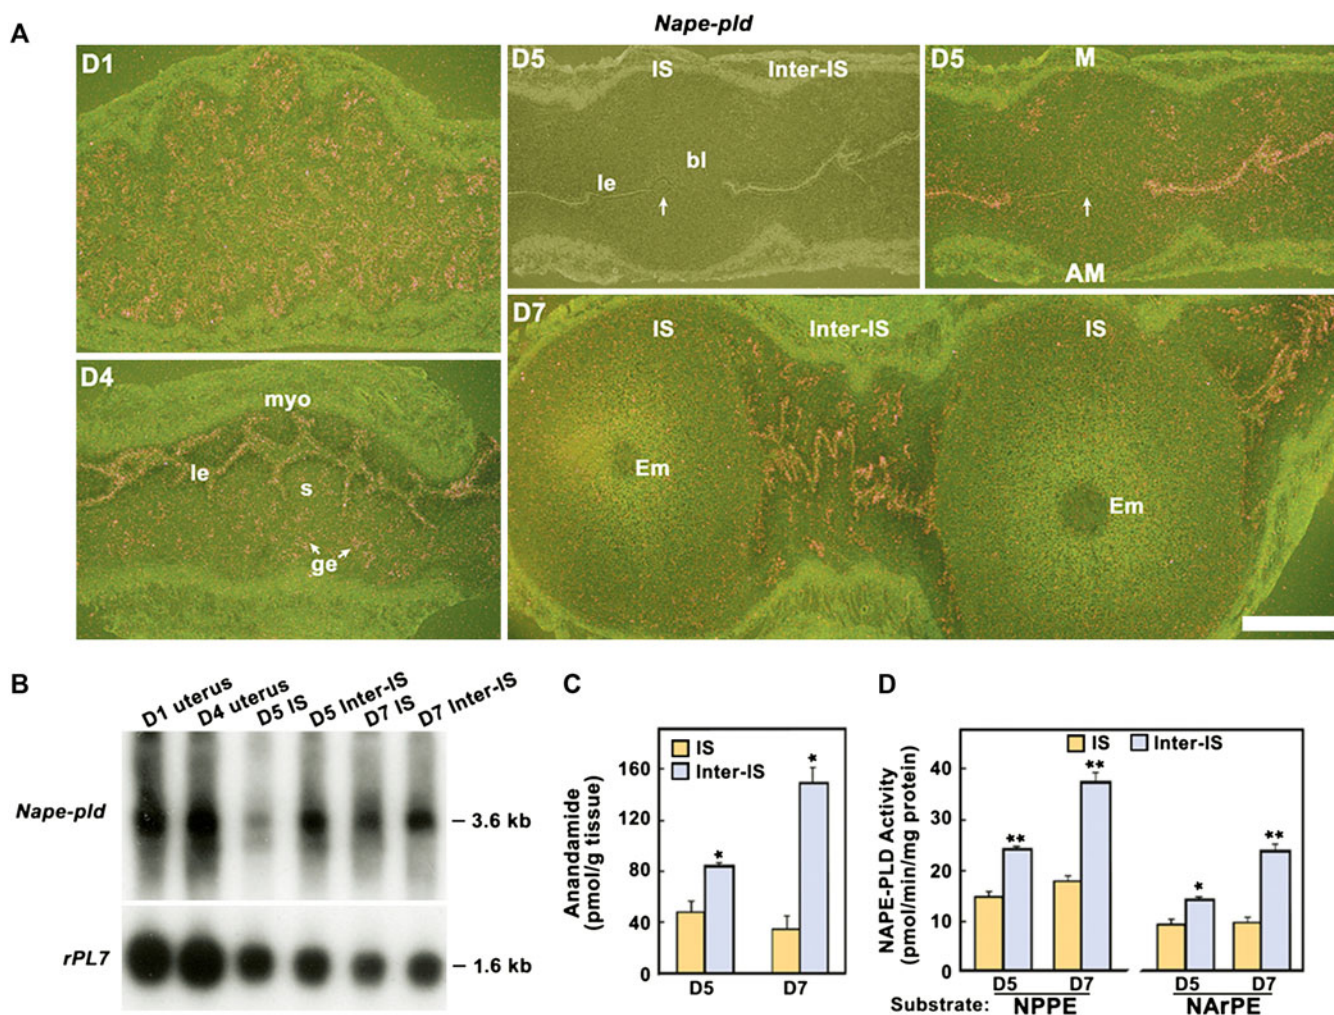 Nape-pld
A
D1
D5
IS
Inter-IS
bl
le
D5
M
AM
D4
myo
le
s
ge
D7
IS
Inter-IS
IS
Em
Em
B
D1 uterus
D4 uterus
D5 IS
D5 Inter-IS
D7 IS
D7 Inter-IS
Nape-pld
– 3.6 kb
rPL7
– 1.6 kb
C
IS
Inter-IS
Anandamide
(pmol/g tissue)
160
120
80
40
0
*
*
D5
D7
D
IS
Inter-IS
NAPE-PLD Activity
(pmol/min/mg protein)
40
30
20
10
0
**
**
*
**
D5 D7 D5 D7
Substrate: NPPE NArPE